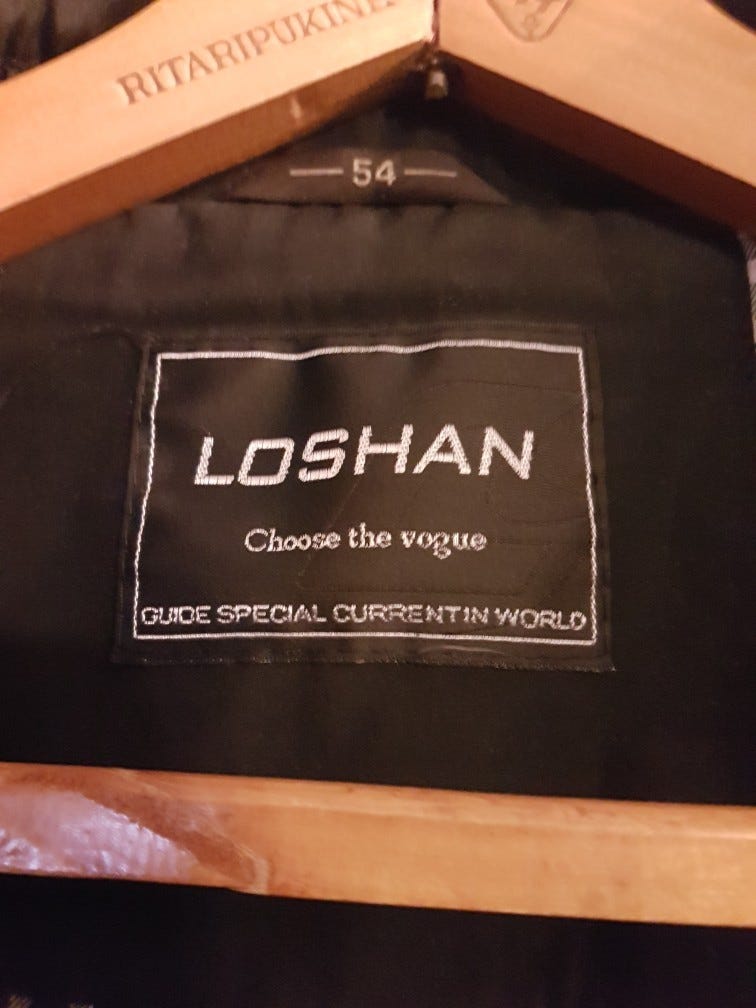 RITARIPUKINE
54
LOSHAN
Choose the vogue
GUIDE SPECIAL CURRENTIN WORLD